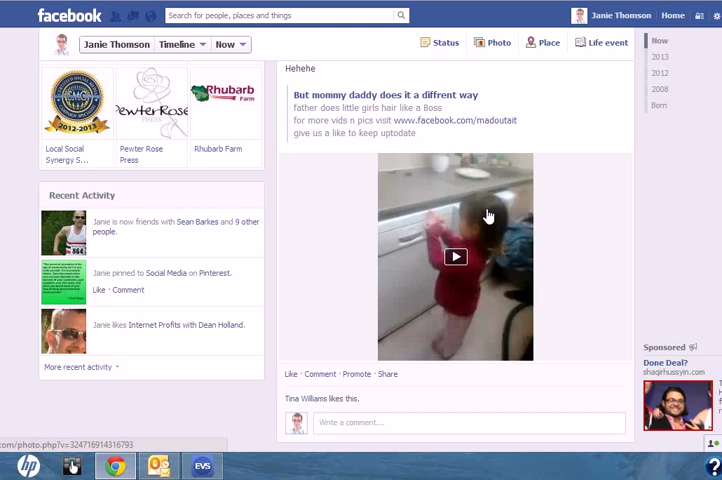 facebook
Search for people, places and things
Janie Thomson
Home
Janie Thomson
Timeline
Now
Status
Photo
Place
Life event
Now
2013
2012
2008
Born
2012-2013
PewterRose
PRESS
Rhubarb
Farm
Local Social
Synergy S...
Pewter Rose
Press
Rhubarb Farm
Recent Activity
Janie is now friends with Sean Barkes and 9 other
people.
864
Janie pinned to Social Media on Pinterest.
Like · Comment
Janie likes Internet Profits with Dean Holland.
More recent activity
Hehehe
But mommy daddy does it a diffrent way
father does little girls hair like a Boss
for more vids n pics visit www.facebook.com/madoutait
give us a like to keep uptodate
Like · Comment · Promote · Share
Tina Williams likes this.
Write a comment...
Sponsored
Done Deal?
shaqirhussyin.com
com/photo.php?v=324716914316793
hp
EVS
?